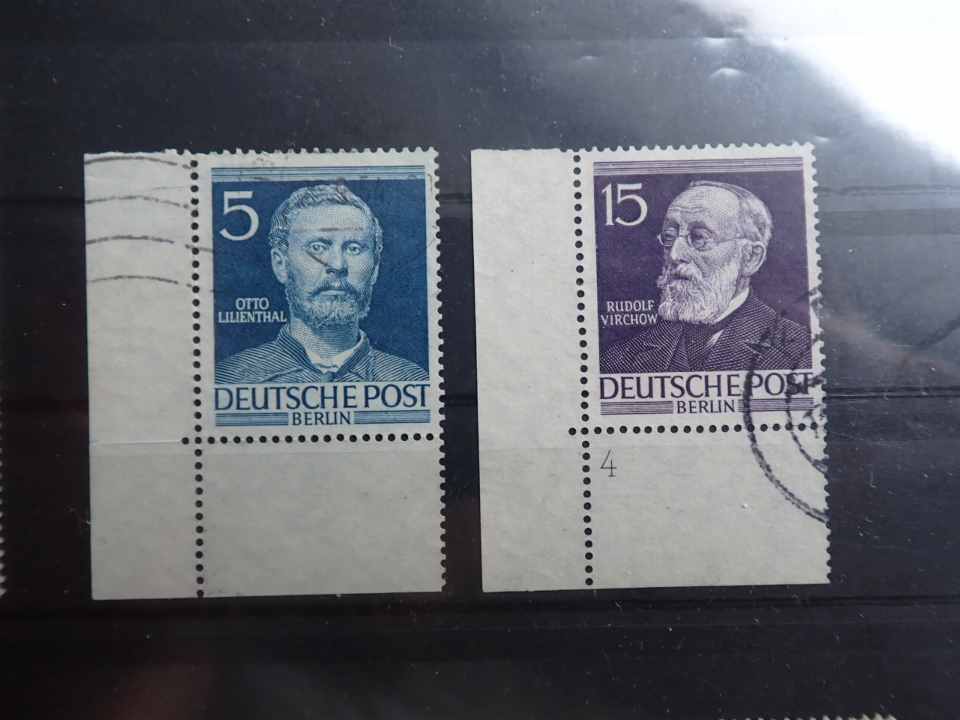 5
OTTO
LILIENTHAL
DEUTSCHE POST
BERLIN
15
RUDOLF
VIRCHOW
DEUTSCHE POST
BERLIN
4